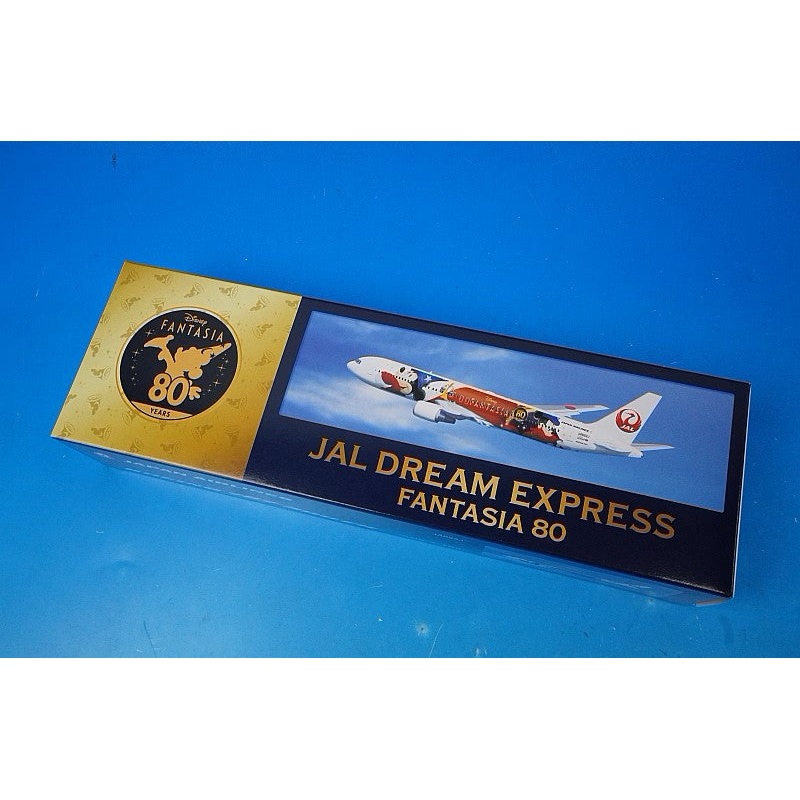 Disney
FANTASIA
80
YEARS
JAL
JAL DREAM EXPRESS
FANTASIA 80